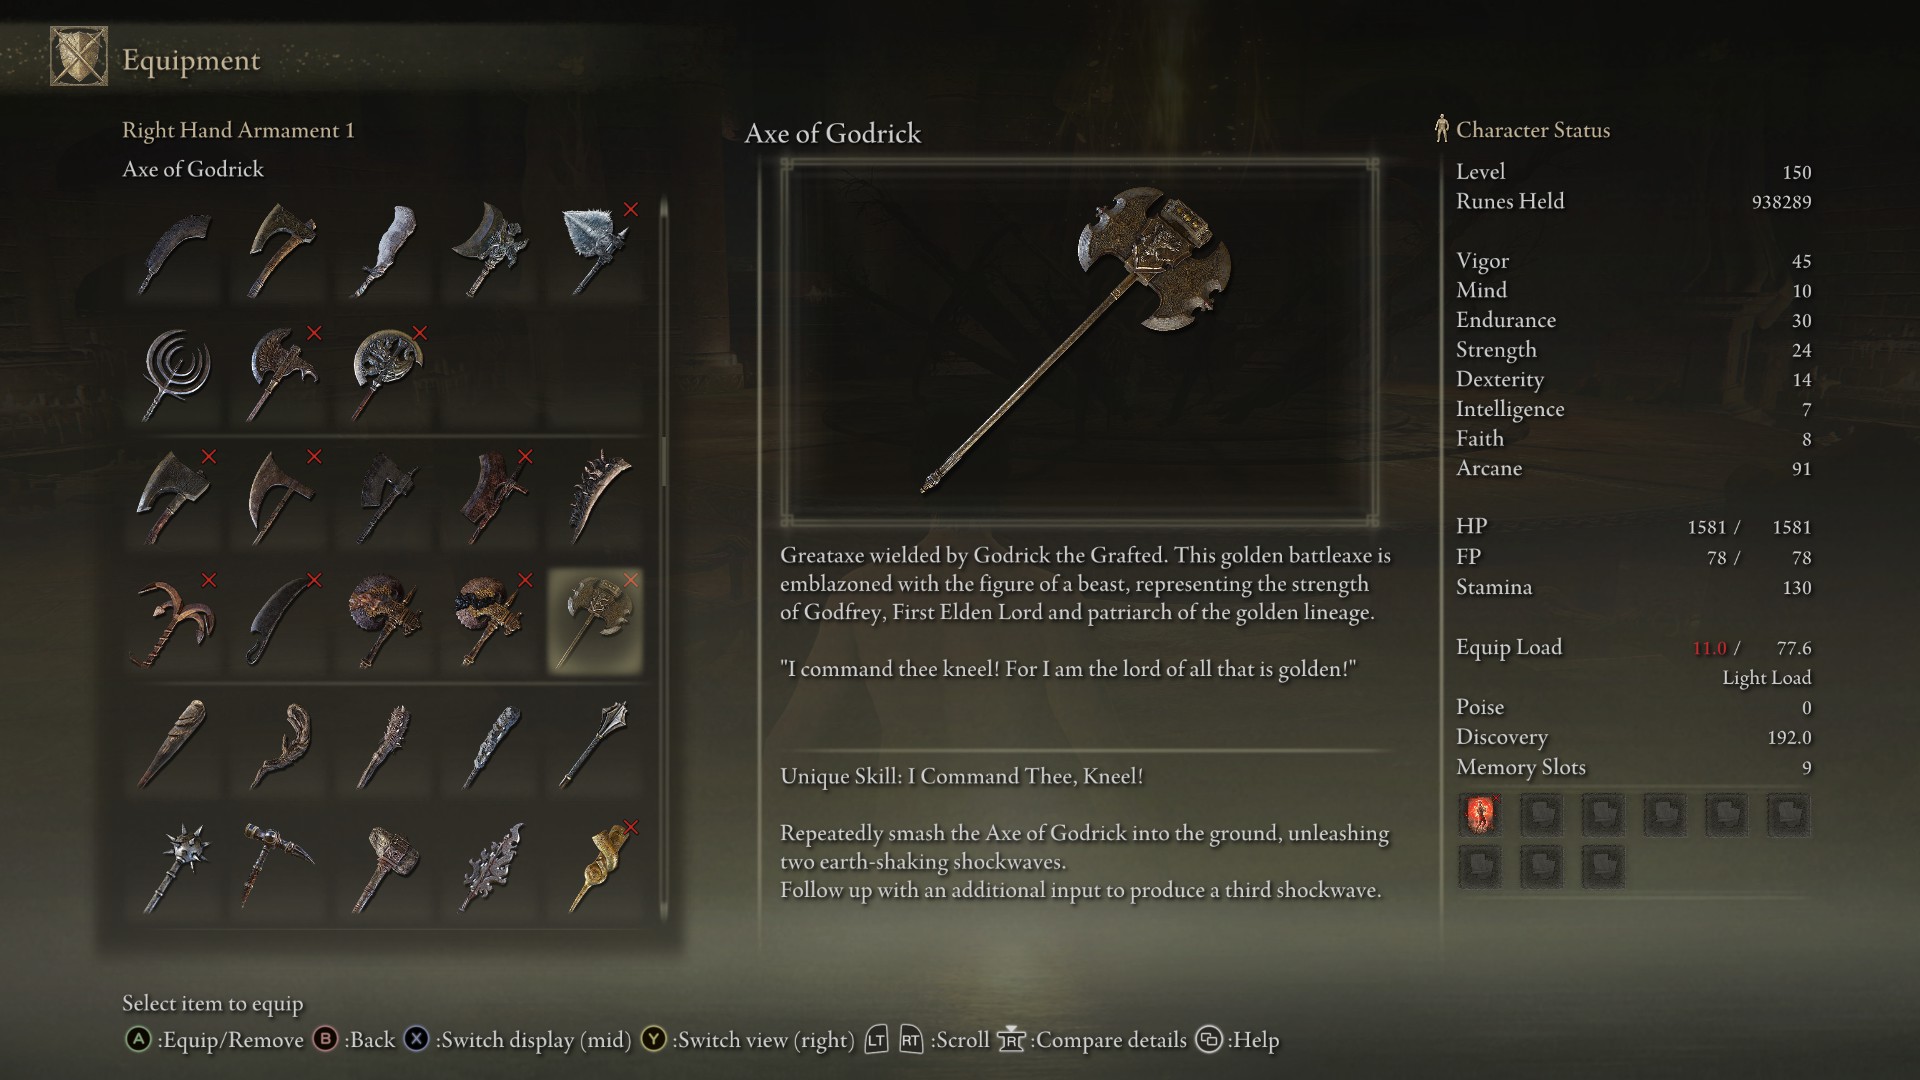 Equipment
Right Hand Armament 1
Axe of Godrick
Axe of Godrick
Greataxe wielded by Godrick the Grafted. This golden battleaxe is
emblazoned with the figure of a beast, representing the strength
of Godfrey, First Elden Lord and patriarch of the golden lineage.
"I command thee kneel! For I am the lord of all that is golden!"
Unique Skill: I Command Thee, Kneel!
Repeatedly smash the Axe of Godrick into the ground, unleashing
two earth-shaking shockwaves.
Follow up with an additional input to produce a third shockwave.
Character Status
Level 150
Runes Held 938289
Vigor 45
Mind 10
Endurance 30
Strength 24
Dexterity 14
Intelligence 7
Faith 8
Arcane 91
HP 1581 / 1581
FP 78 / 78
Stamina 130
Equip Load 11.0 / 77.6
Light Load
Poise 0
Discovery 192.0
Memory Slots 9
Select item to equip
A :Equip/Remove B :Back X :Switch display (mid) Y :Switch view (right) LT RT :Scroll R :Compare details :Help